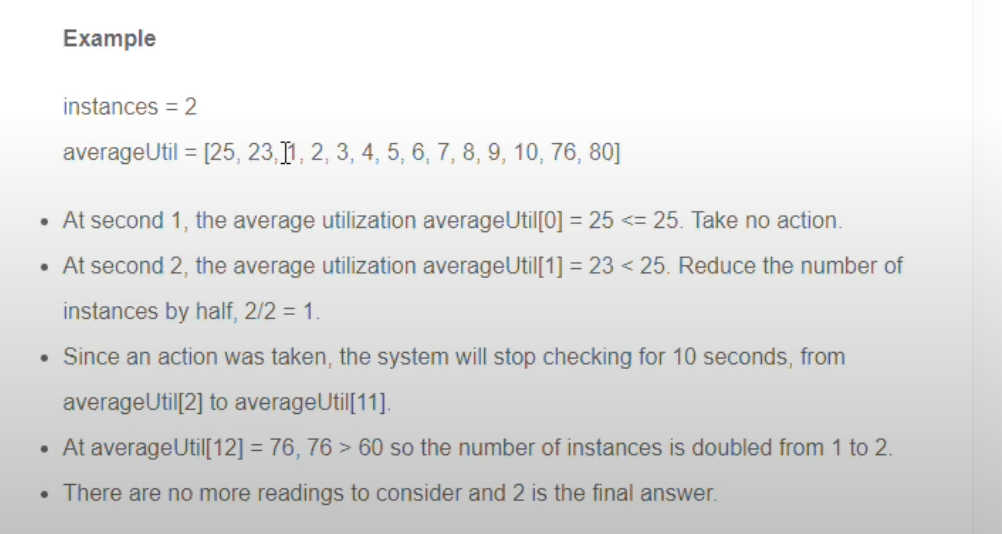 Example
instances = 2
averageUtil = [25, 23, 1, 2, 3, 4, 5, 6, 7, 8, 9, 10, 76, 80]
• At second 1, the average utilization averageUtil[0] = 25 <= 25. Take no action.
• At second 2, the average utilization averageUtil[1] = 23 < 25. Reduce the number of
instances by half, 2/2 = 1.
• Since an action was taken, the system will stop checking for 10 seconds, from
averageUtil[2] to averageUtil[11].
• At averageUtil[12] = 76, 76 > 60 so the number of instances is doubled from 1 to 2.
• There are no more readings to consider and 2 is the final answer.